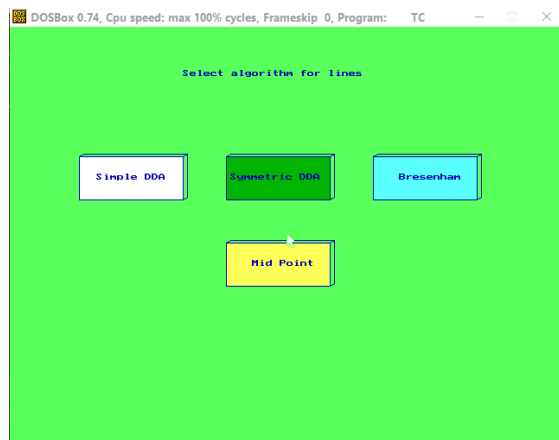 DOSBox 0.74, Cpu speed: max 100% cycles, Frameskip 0, Program: TC
Select algorithm for lines
Simple DDA
Symmetric DDA
Bresenham
Mid Point